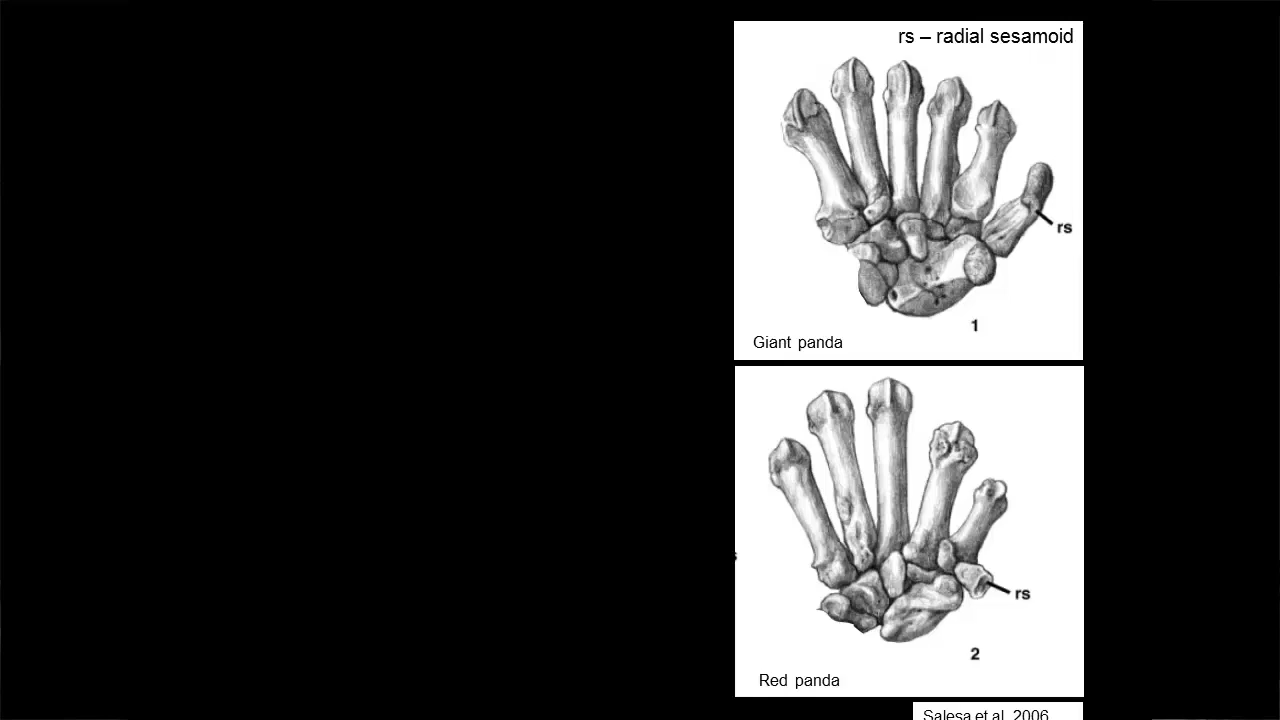 rs – radial sesamoid
rs
1
Giant panda
rs
2
Red panda
Salesa et al. 2006